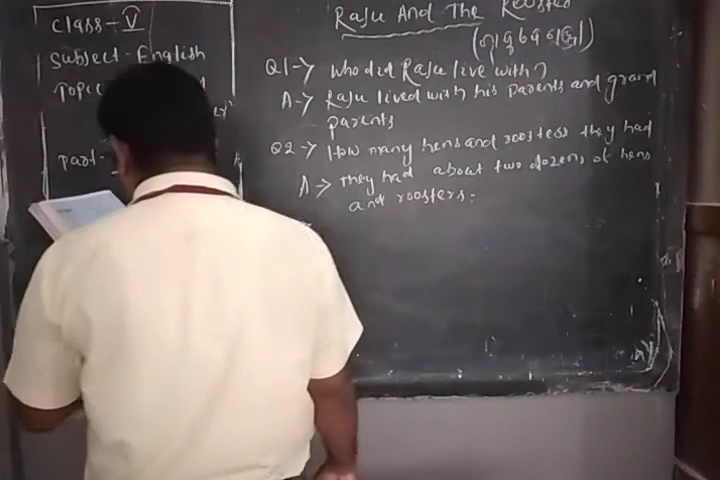 Class - V
Subject - English
Topic
part -
Raju And The
Q1 -> who did Raju live with?
A -> Raju lived with his parents and grand
parents
Q2 -> How many hens and roosters they had
A -> They had about two dozens of hens
and roosters.